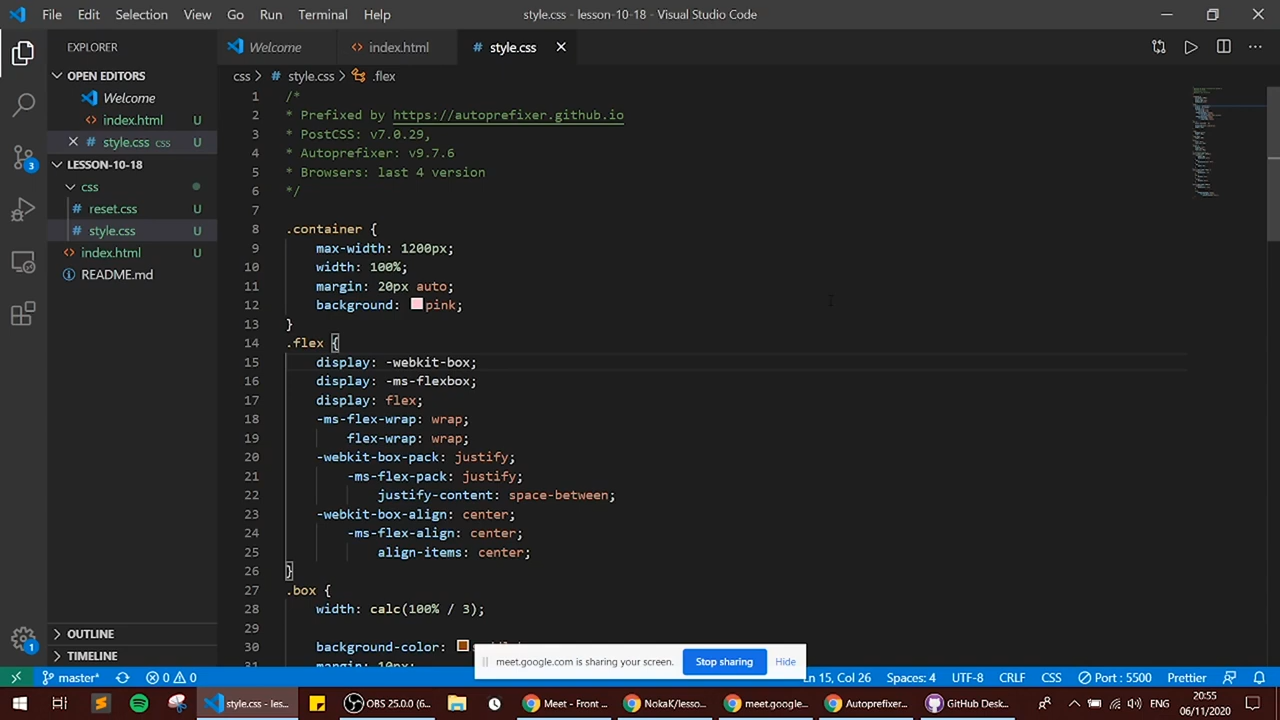 File Edit Selection View Go Run Terminal Help
style.css - lesson-10-18 - Visual Studio Code
EXPLORER
Welcome
index.html
style.css
OPEN EDITORS
Welcome
index.html U
style.css css U
LESSON-10-18
css
reset.css U
style.css U
index.html U
README.md
OUTLINE
TIMELINE
3
1
css > style.css > .flex
1 /*
2 * Prefixed by https://autoprefixer.github.io
3 * PostCSS: v7.0.29,
4 * Autoprefixer: v9.7.6
5 * Browsers: last 4 version
6 */
7
8 .container {
9 max-width: 1200px;
10 width: 100%;
11 margin: 20px auto;
12 background: pink;
13 }
14 .flex {
15 display: -webkit-box;
16 display: -ms-flexbox;
17 display: flex;
18 -ms-flex-wrap: wrap;
19 flex-wrap: wrap;
20 -webkit-box-pack: justify;
21 -ms-flex-pack: justify;
22 justify-content: space-between;
23 -webkit-box-align: center;
24 -ms-flex-align: center;
25 align-items: center;
26 }
27 .box {
28 width: calc(100% / 3);
29
30 background-color:
31 margin: 10px;
meet.google.com is sharing your screen. Stop sharing Hide
master* 0 0
Ln 15, Col 26 Spaces: 4 UTF-8 CRLF CSS Port : 5500 Prettier
style.css - les...
OBS 25.0.0 (6...
Meet - Front ...
NokaK/lesso...
meet.google...
Autoprefixer...
GitHub Desk...
ENG
20:55
06/11/2020